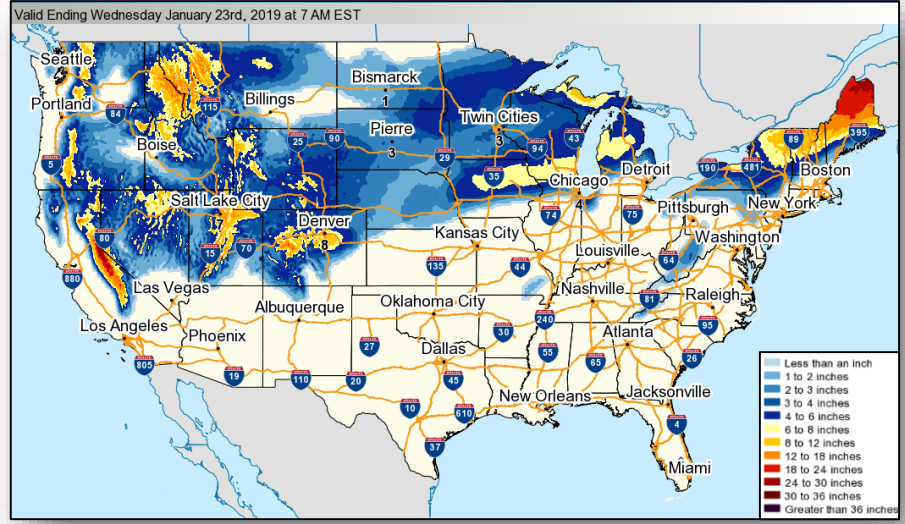 Valid Ending Wednesday January 23rd, 2019 at 7 AM EST
Seattle
Bismarck
1
Portland
84
115
Billings
Twin Cities
3
Pierre
3
25
90
43
89
395
Boise
5
29
94
190
481
Boston
35
Detroit
Chicago
4
Salt Lake City
7
74
75
Pittsburgh
New York
Denver
8
80
15
70
Kansas City
Washington
Louisville
64
880
135
44
Las Vegas
Nashville
81
Raleigh
Albuquerque
Oklahoma City
Los Angeles
240
95
Phoenix
30
Atlanta
27
Dallas
55
65
26
805
19
110
20
45
New Orleans
Jacksonville
10
610
4
37
Miami
Less than an inch
1 to 2 inches
2 to 3 inches
3 to 4 inches
4 to 6 inches
6 to 8 inches
8 to 12 inches
12 to 18 inches
18 to 24 inches
24 to 30 inches
30 to 36 inches
Greater than 36 inches